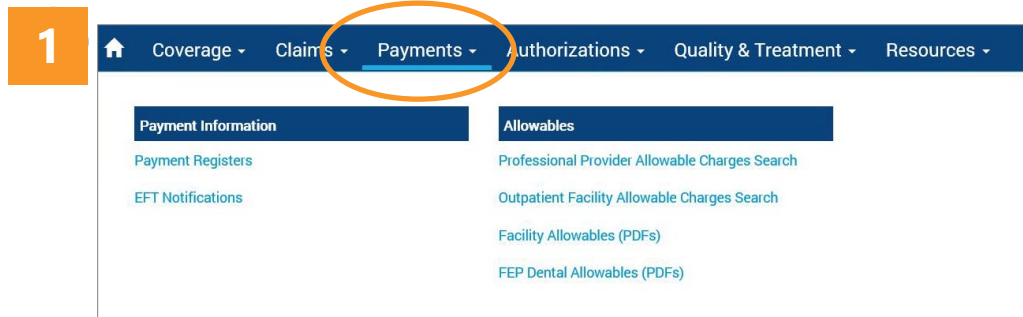 1
Coverage Claims Payments Authorizations Quality & Treatment Resources
Payment Information
Payment Registers
EFT Notifications
Allowables
Professional Provider Allowable Charges Search
Outpatient Facility Allowable Charges Search
Facility Allowables (PDFs)
FEP Dental Allowables (PDFs)